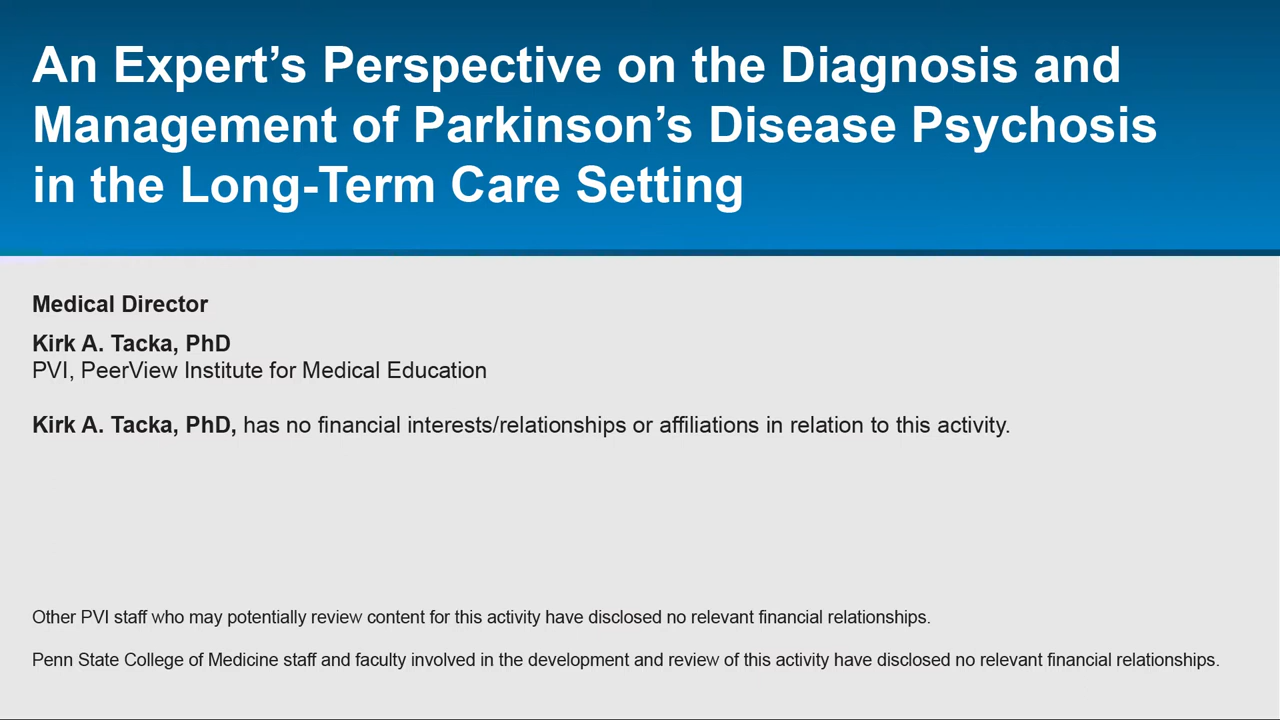 An Expert’s Perspective on the Diagnosis and
Management of Parkinson’s Disease Psychosis
in the Long-Term Care Setting
Medical Director
Kirk A. Tacka, PhD
PVI, PeerView Institute for Medical Education
Kirk A. Tacka, PhD, has no financial interests/relationships or affiliations in relation to this activity.
Other PVI staff who may potentially review content for this activity have disclosed no relevant financial relationships.
Penn State College of Medicine staff and faculty involved in the development and review of this activity have disclosed no relevant financial relationships.